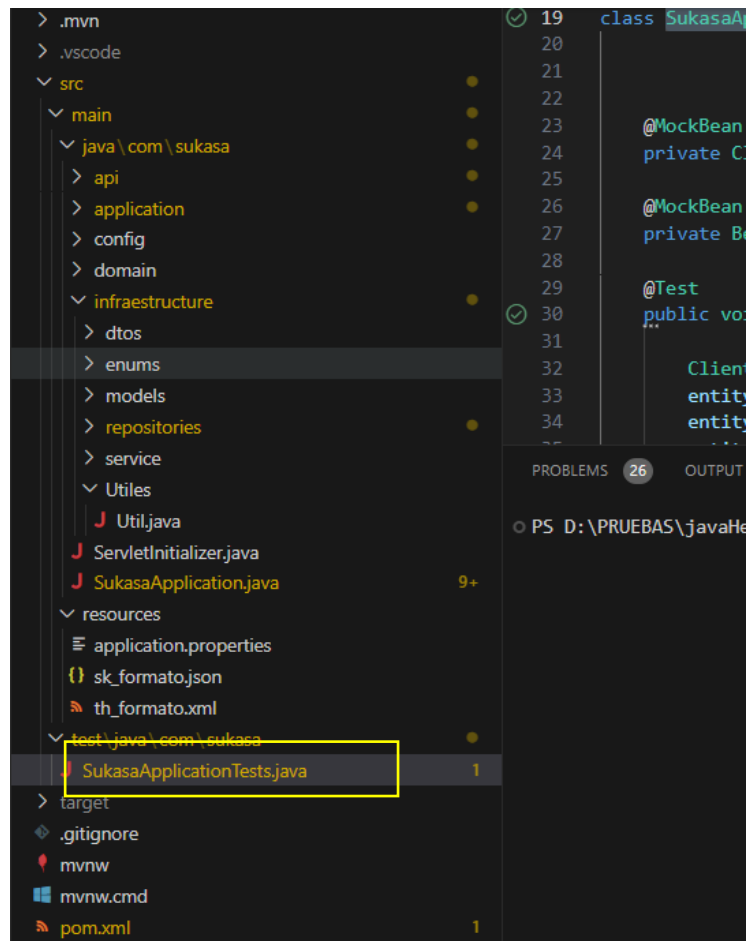 .mvn
.vscode
src
main
java\com\sukasa
api
application
config
domain
infraestructure
dtos
enums
models
repositories
service
Utiles
J Util.java
J ServletInitializer.java
J SukasaApplication.java 9+
resources
application.properties
{} sk_formato.json
th_formato.xml
test\java\com\sukasa
J SukasaApplicationTests.java 1
target
.gitignore
mvnw
mvnw.cmd
pom.xml 1
19 class SukasaAp
20
21
22
23 @MockBean
24 private Cl
25
26 @MockBean
27 private Be
28
29 @Test
30 public voi
31
32 Client
33 entity
34 entity
PROBLEMS 26 OUTPUT
PS D:\PRUEBAS\javaHe